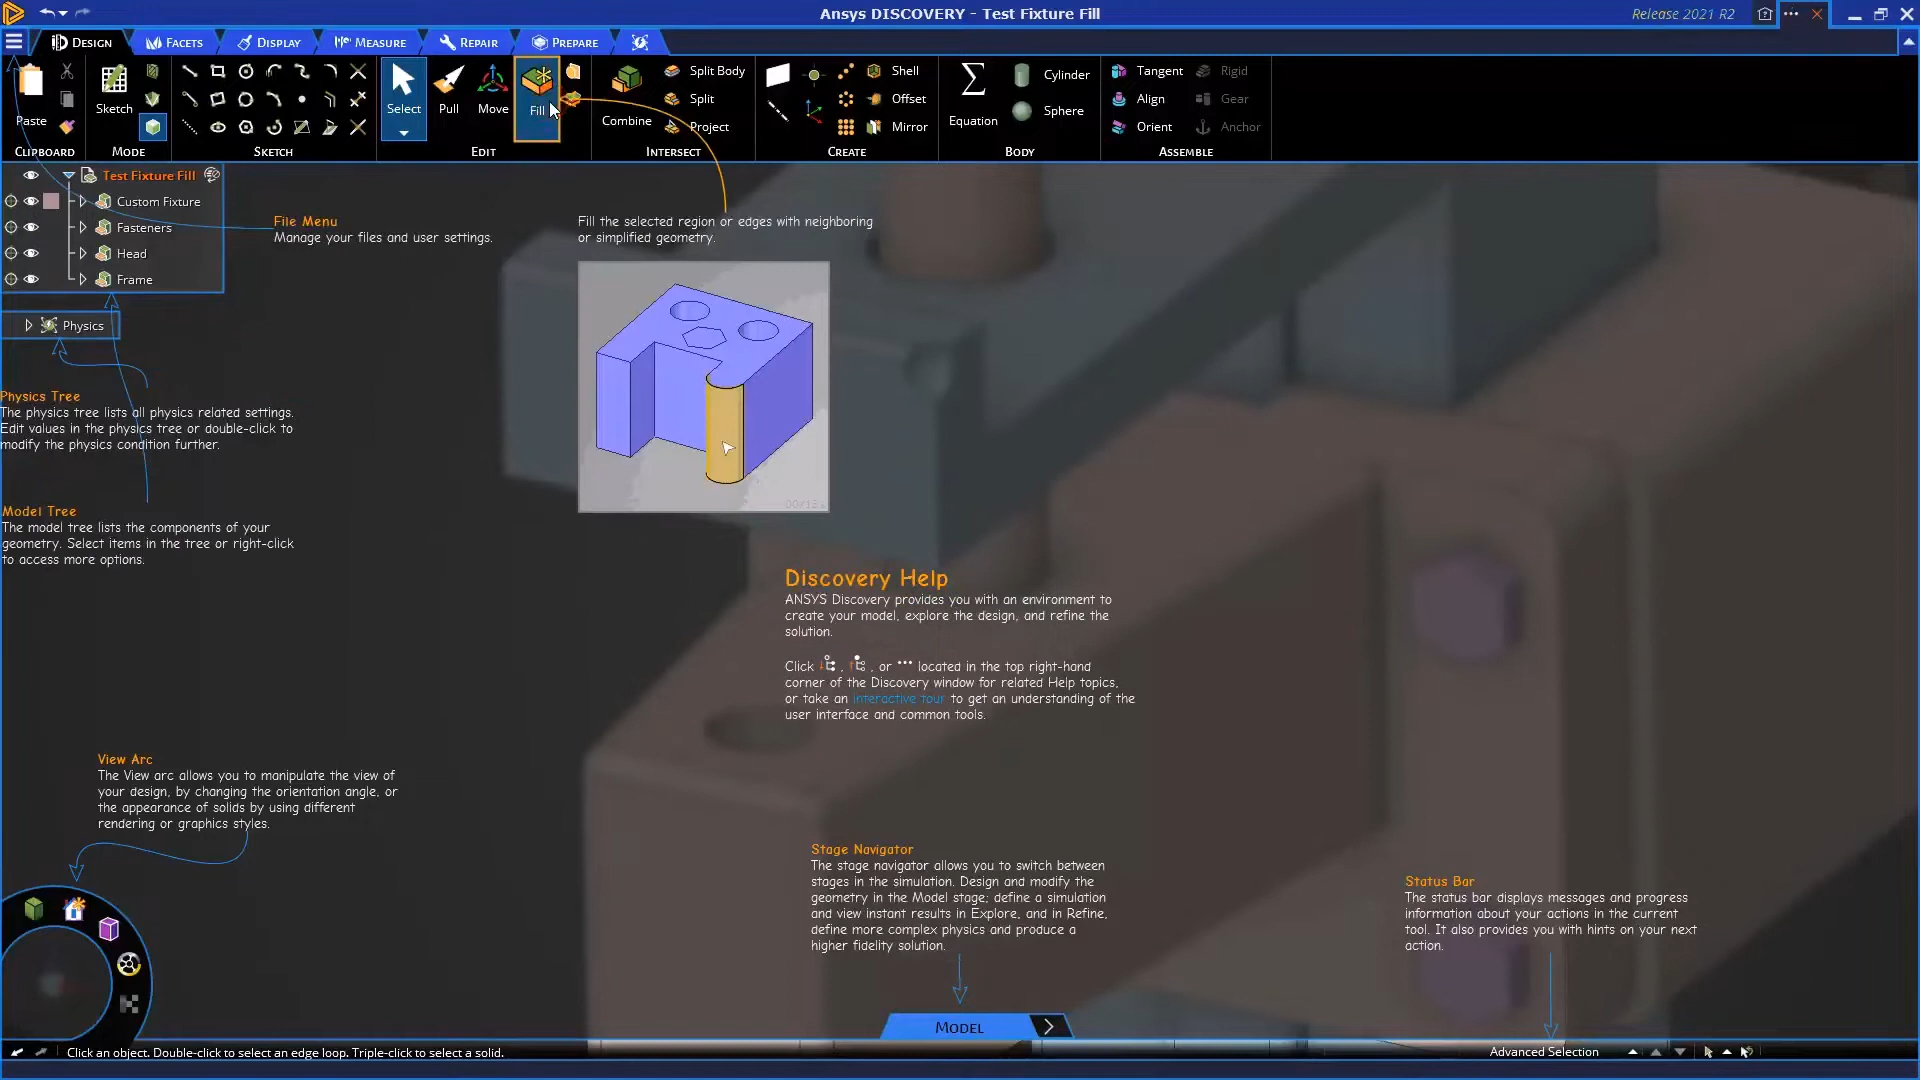 Ansys DISCOVERY - Test Fixture Fill
Release 2021 R2
DESIGN
FACETS
DISPLAY
MEASURE
REPAIR
PREPARE
Paste
CLIPBOARD
Sketch
MODE
SKETCH
Select
Pull
Move
Fill
EDIT
Combine
Split Body
Split
Project
INTERSECT
Shell
Offset
Mirror
CREATE
Equation
Cylinder
Sphere
BODY
Tangent
Align
Orient
Rigid
Gear
Anchor
ASSEMBLE
Test Fixture Fill
Custom Fixture
Fasteners
Head
Frame
Physics
File Menu
Manage your files and user settings.
Fill the selected region or edges with neighboring
or simplified geometry.
Physics Tree
The physics tree lists all physics related settings.
Edit values in the physics tree or double-click to
modify the physics condition further.
Model Tree
The model tree lists the components of your
geometry. Select items in the tree or right-click
to access more options.
Discovery Help
ANSYS Discovery provides you with an environment to
create your model, explore the design, and refine the
solution.
Click , , or ••• located in the top right-hand
corner of the Discovery window for related Help topics,
or take an interactive tour to get an understanding of the
user interface and common tools.
View Arc
The View arc allows you to manipulate the view of
your design, by changing the orientation angle, or
the appearance of solids by using different
rendering or graphics styles.
Stage Navigator
The stage navigator allows you to switch between
stages in the simulation. Design and modify the
geometry in the Model stage; define a simulation
and view instant results in Explore, and in Refine,
define more complex physics and produce a
higher fidelity solution.
Status Bar
The status bar displays messages and progress
information about your actions in the current
tool. It also provides you with hints on your next
action.
MODEL
Click an object. Double-click to select an edge loop. Triple-click to select a solid.
Advanced Selection